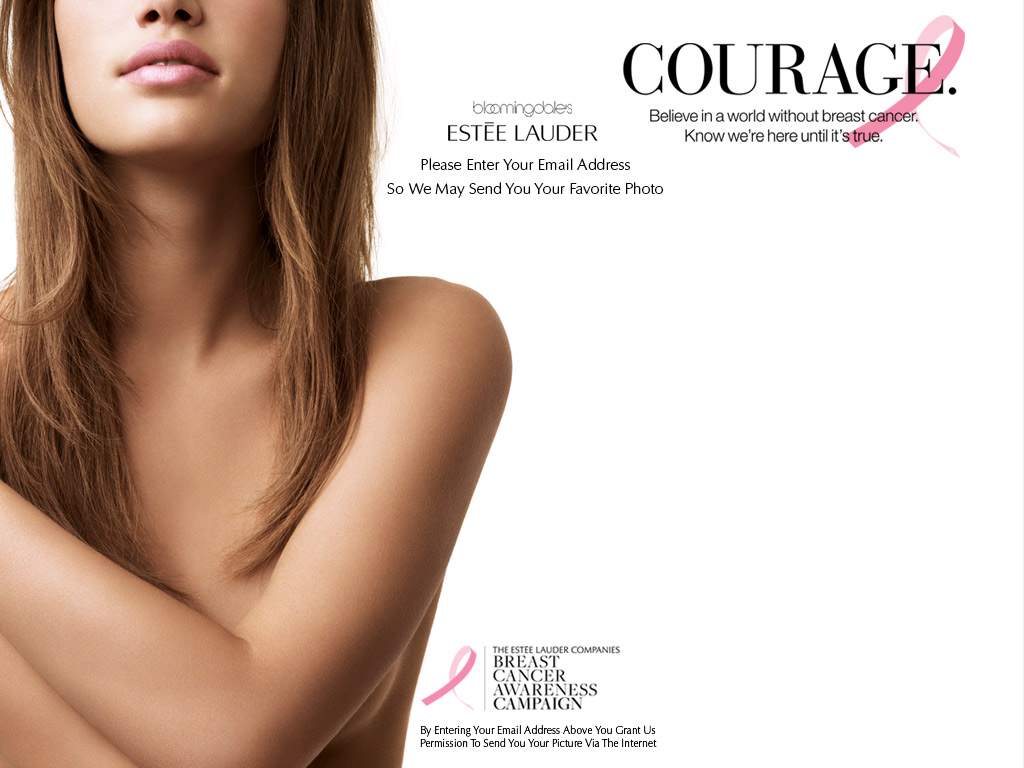 COURAGE.
Believe in a world without breast cancer.
Know we're here until it's true.
bloomingdale's
ESTĒE LAUDER
Please Enter Your Email Address
So We May Send You Your Favorite Photo
THE ESTĒE LAUDER COMPANIES
BREAST
CANCER
AWARENESS
CAMPAIGN
By Entering Your Email Address Above You Grant Us
Permission To Send You Your Picture Via The Internet